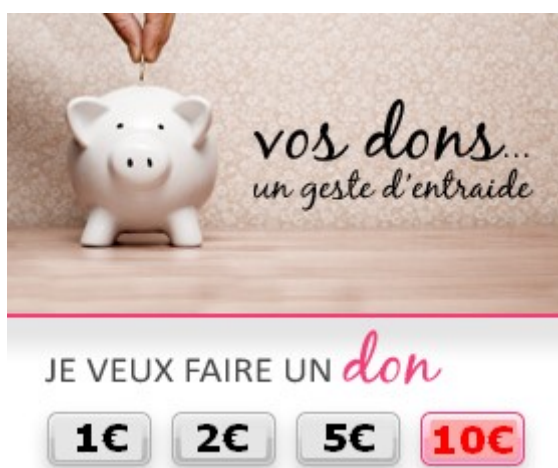 vos dons...
un geste d'entraide
JE VEUX FAIRE UN don
1€ 2€ 5€ 10€